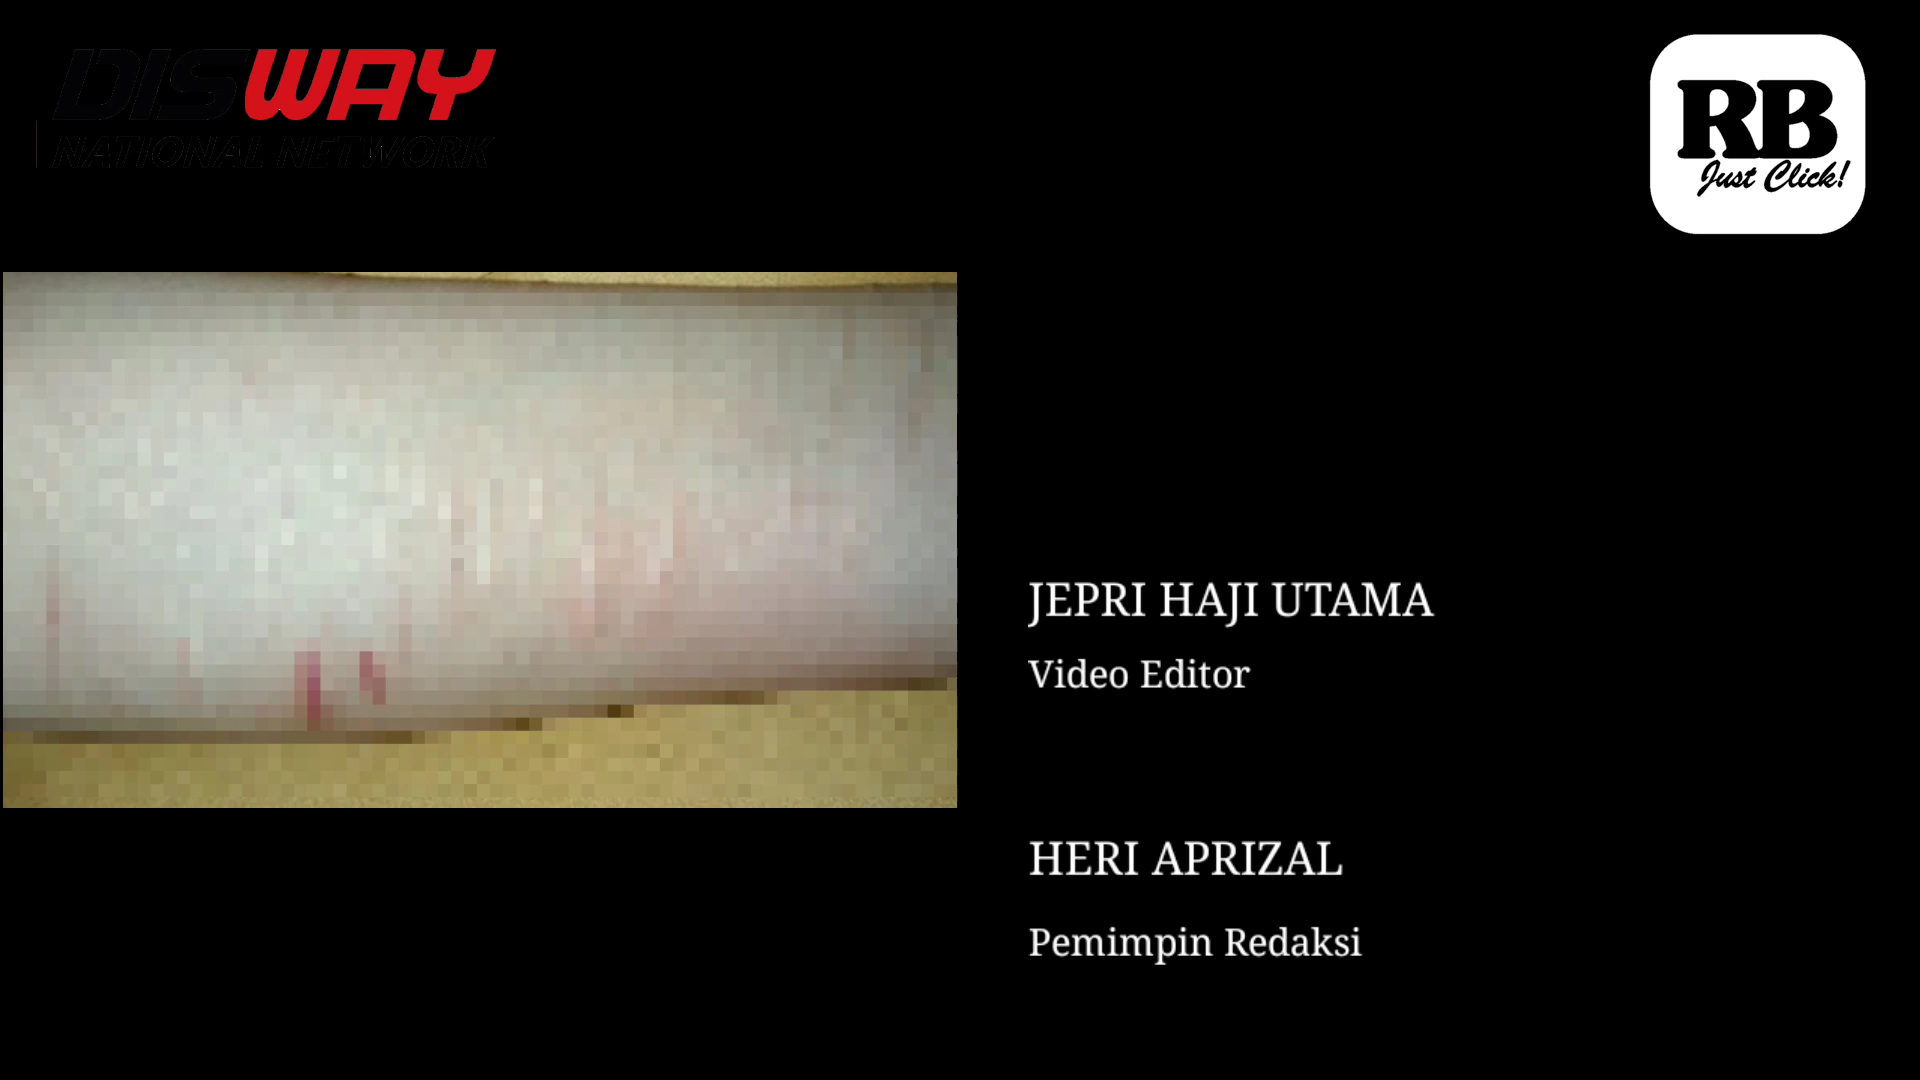 DISWAY
NATIONAL NETWORK
RB
Just Click!
JEPRI HAJI UTAMA
Video Editor
HERI APRIZAL
Pemimpin Redaksi